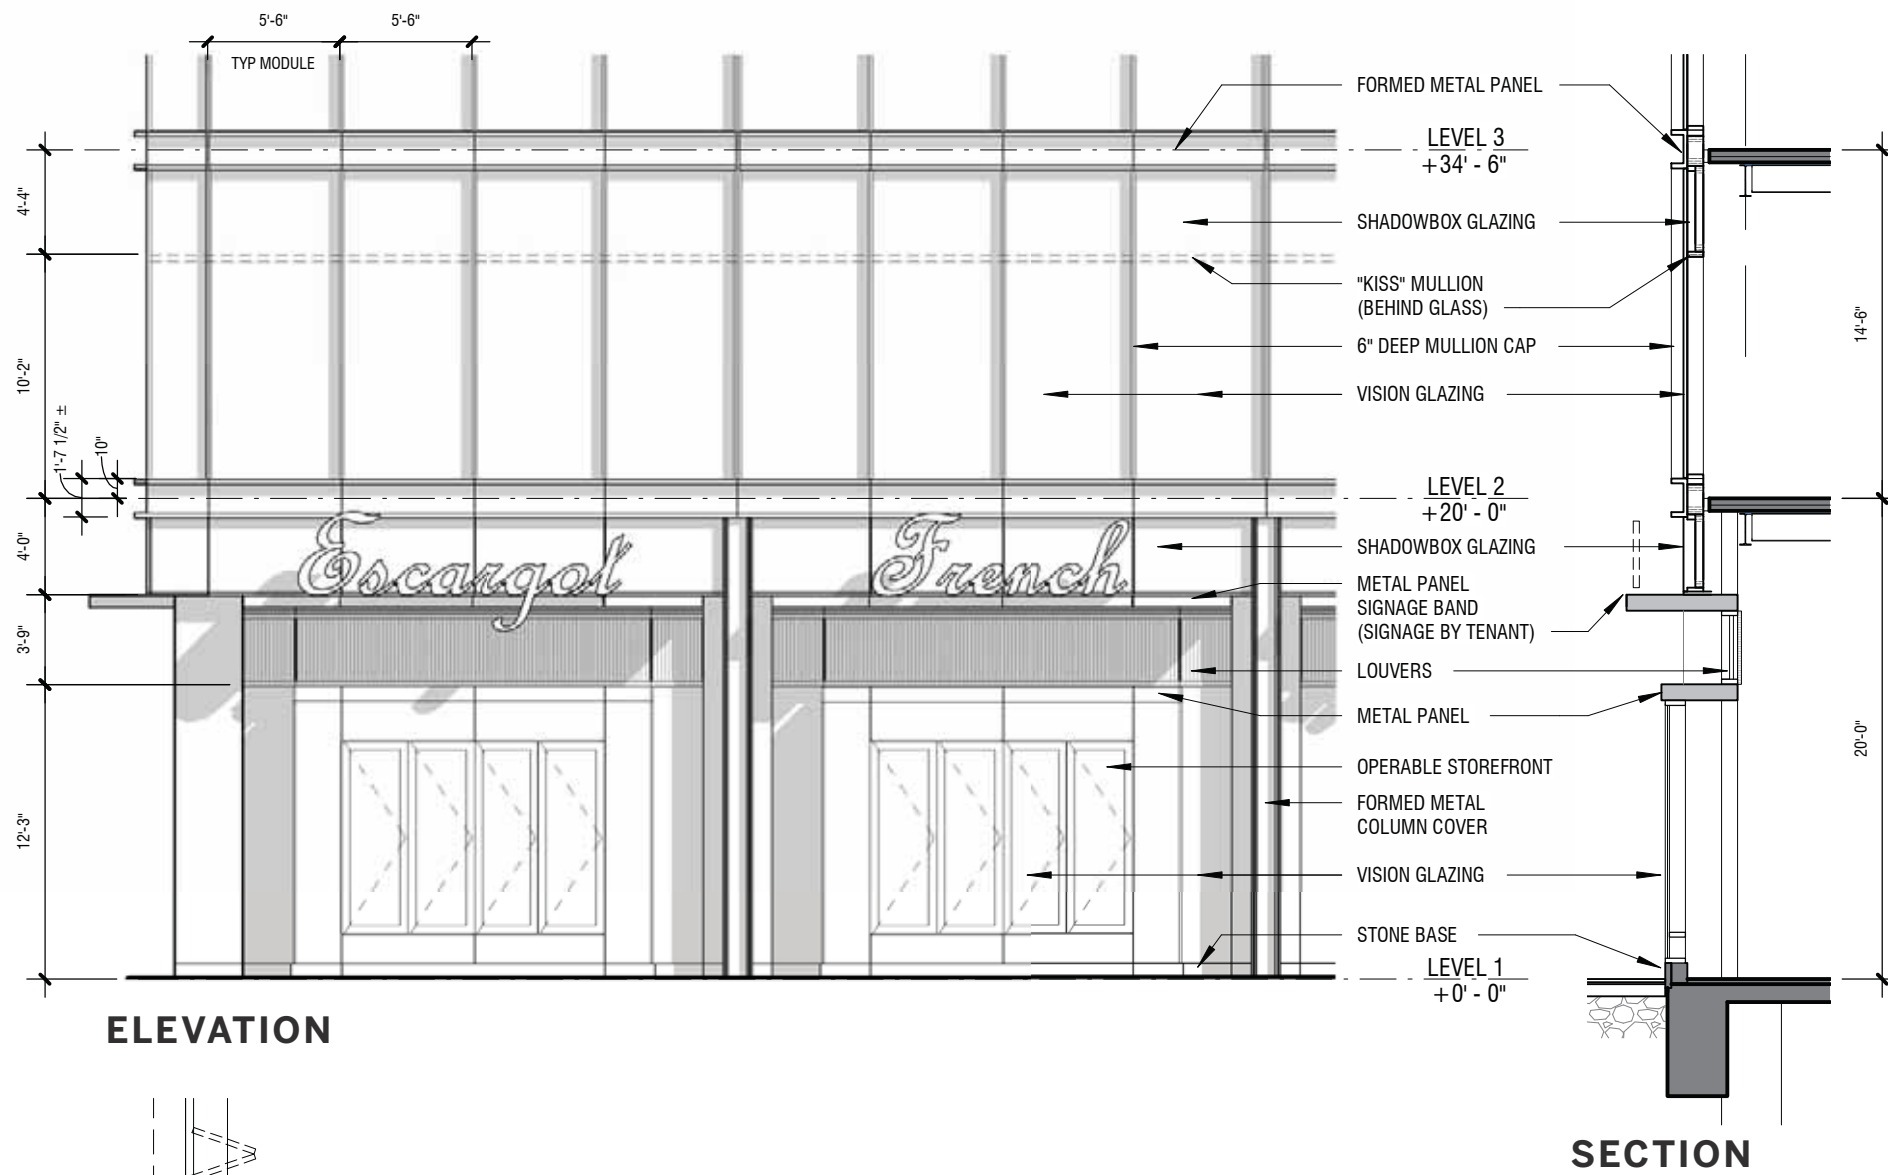 5'-6" 5'-6"
TYP MODULE
FORMED METAL PANEL
LEVEL 3
+34' - 6"
4'-4"
SHADOWBOX GLAZING
"KISS" MULLION
(BEHIND GLASS)
6" DEEP MULLION CAP
14'-6"
10'-2"
VISION GLAZING
1'-7 1/2" ±
10"
LEVEL 2
+20' - 0"
4'-0"
Escargot French
SHADOWBOX GLAZING
METAL PANEL
SIGNAGE BAND
(SIGNAGE BY TENANT)
3'-9"
LOUVERS
METAL PANEL
20'-0"
OPERABLE STOREFRONT
FORMED METAL
COLUMN COVER
12'-3"
VISION GLAZING
STONE BASE
LEVEL 1
+0' - 0"
ELEVATION
SECTION